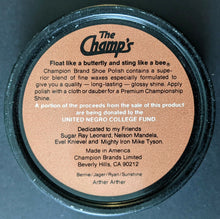 The
Champ's
Float like a butterfly and sting like a bee®
Champion Brand Shoe Polish contains a supe-
rior blend of fine waxes especially formulated to
give you a quality — long-lasting — glossy shine.
Apply polish with a cloth or dauber for a Premium Championship
Shine.
A portion of the proceeds from the sale of this product
are being donated to the
UNITED NEGRO COLLEGE FUND.
Dedicated to my Friends
Sugar Ray Leonard, Nelson Mandela,
Evel Knievel and Mighty Iron Mike Tyson.
Made in America
Champion Brands Limited
Beverly Hills, CA 90212
Bernie/Jager/Ryan/Sunshine
Arther Arther